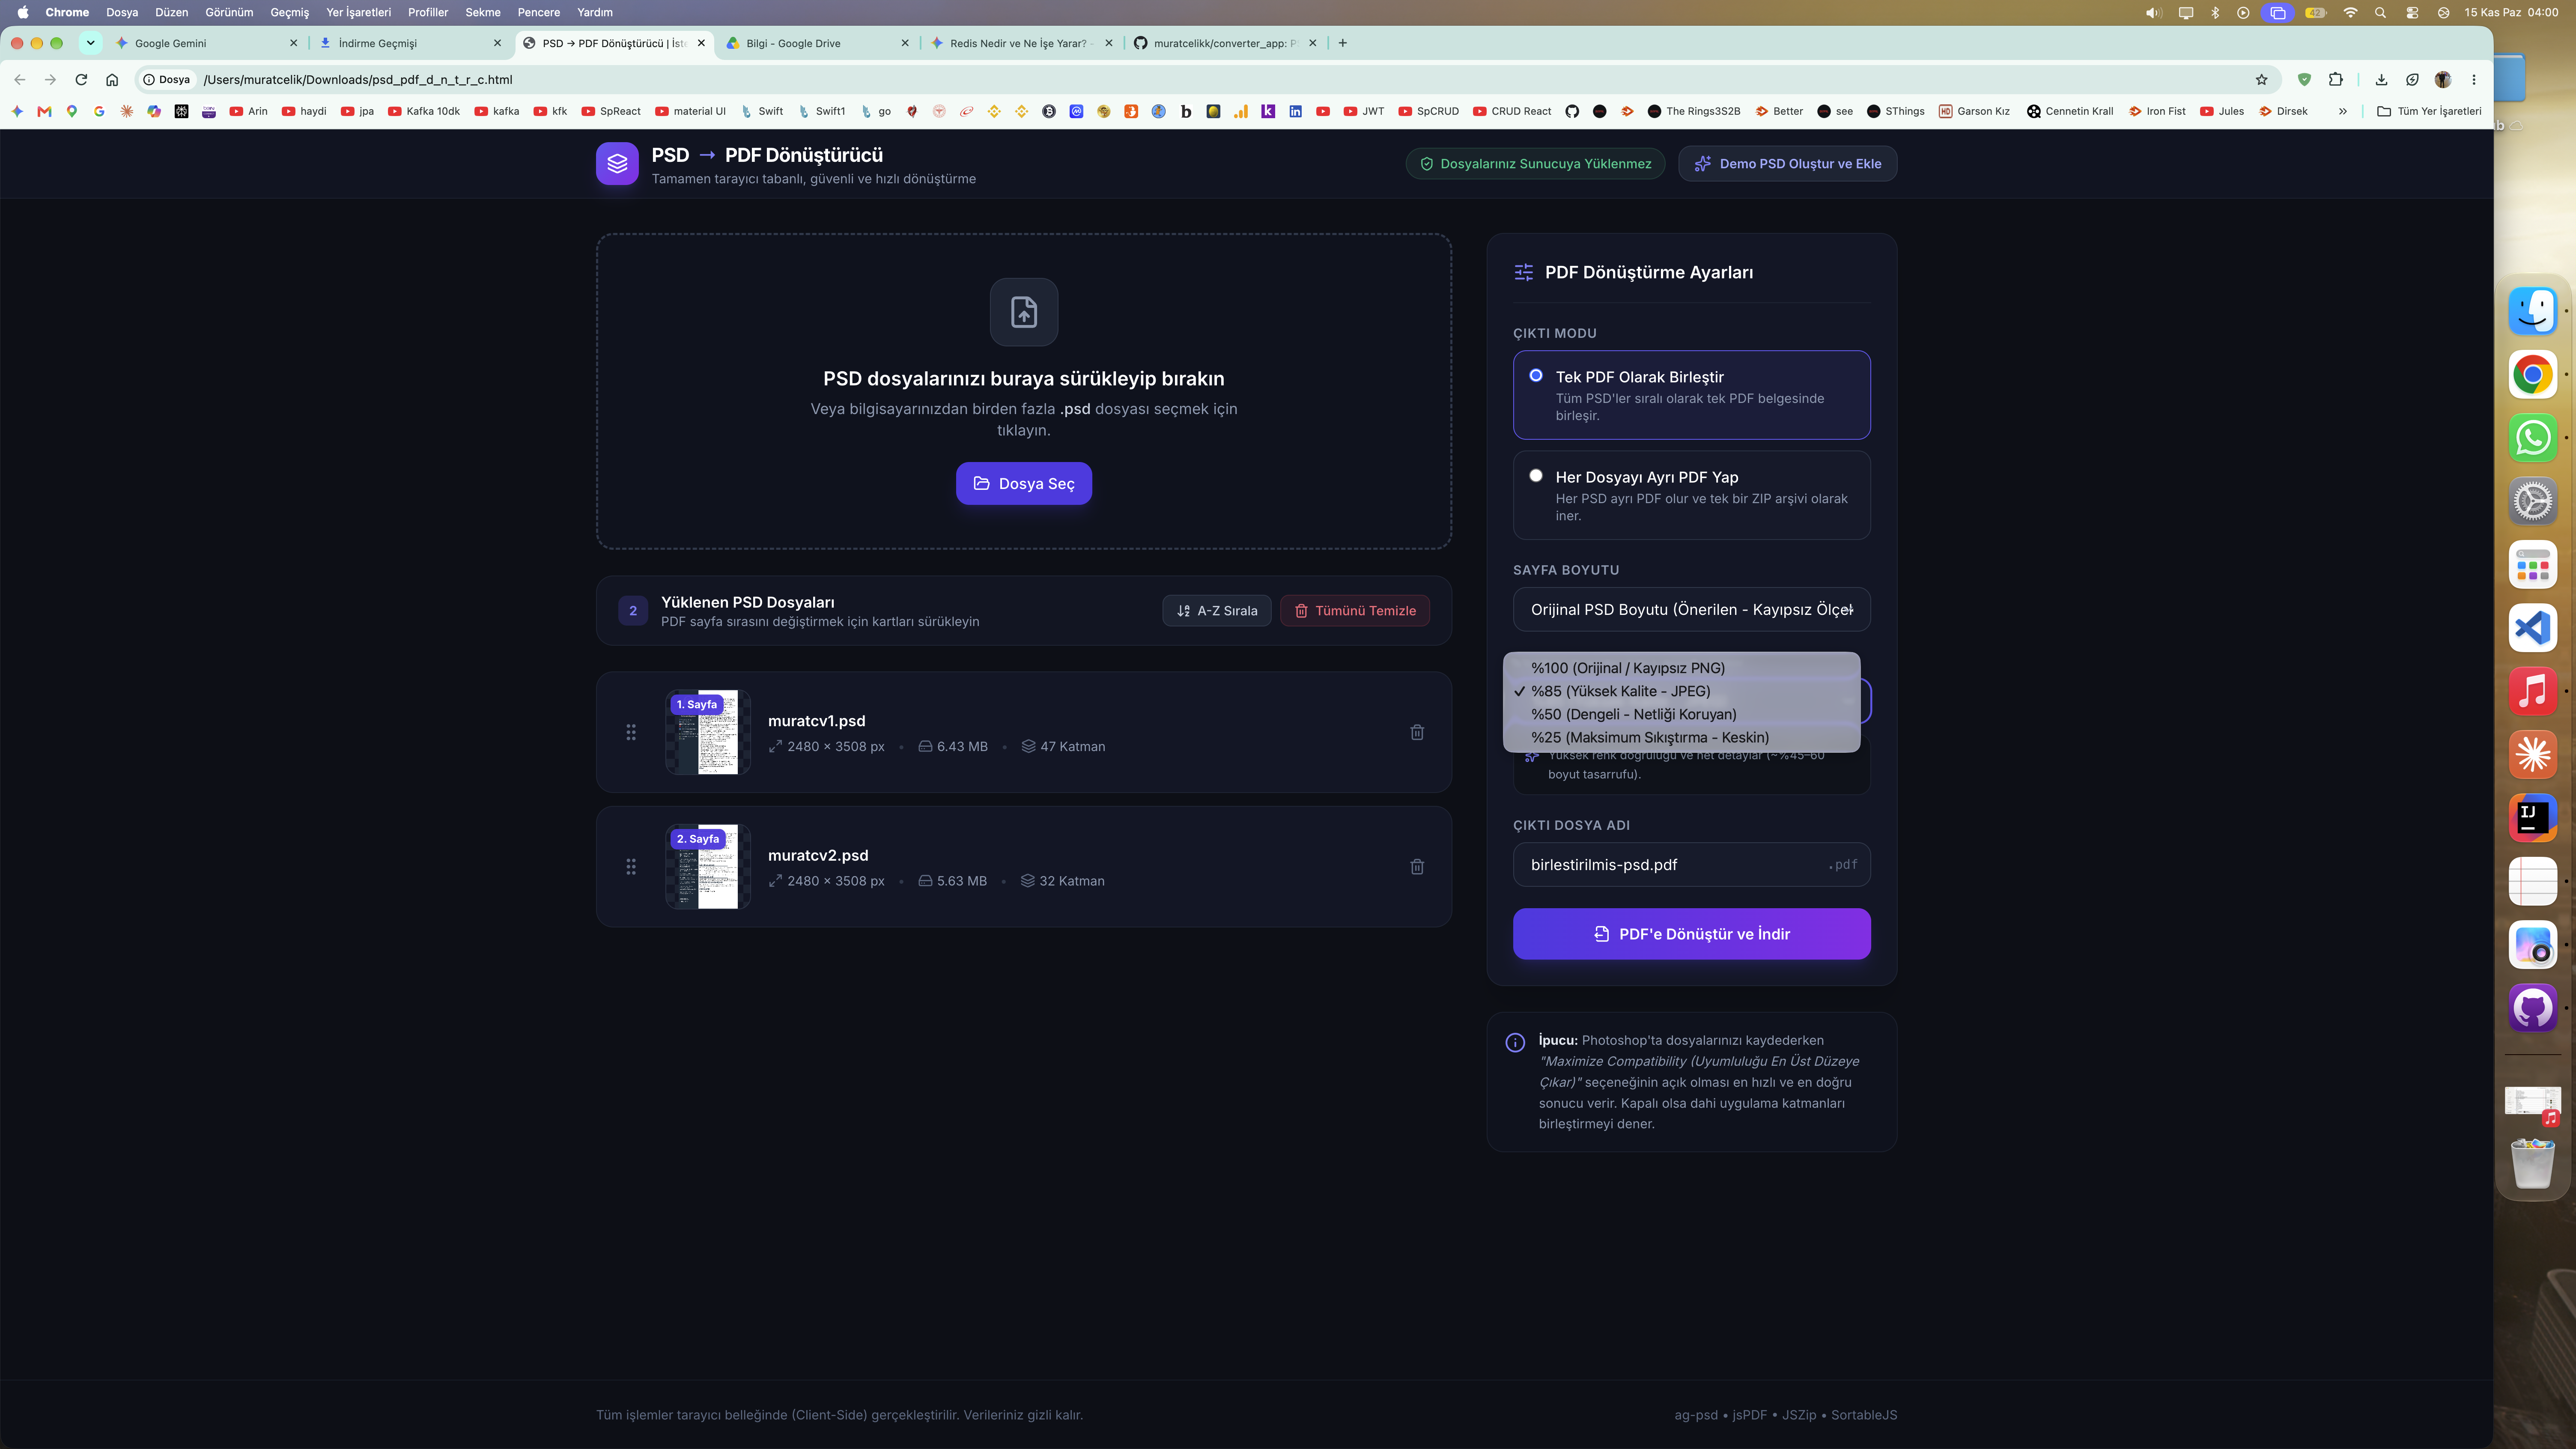 Chrome Dosya Düzen Görünüm Geçmiş Yer İşaretleri Profiller Sekme Pencere Yardım
42 15 Kas Paz 04:00
Google Gemini
İndirme Geçmişi
PSD → PDF Dönüştürücü | İste
Bilgi - Google Drive
Redis Nedir ve Ne İşe Yarar? -
muratcelikk/converter_app: P
Dosya /Users/muratcelik/Downloads/psd_pdf_d_n_t_r_c.html
Arin haydi jpa Kafka 10dk kafka kfk SpReact material UI Swift Swift1 go JWT SpCRUD CRUD React The Rings3S2B Better see SThings Garson Kız Cennetin Krall Iron Fist Jules Dirsek Tüm Yer İşaretleri
PSD → PDF Dönüştürücü
Tamamen tarayıcı tabanlı, güvenli ve hızlı dönüştürme
Dosyalarınız Sunucuya Yüklenmez
Demo PSD Oluştur ve Ekle
PSD dosyalarınızı buraya sürükleyip bırakın
Veya bilgisayarınızdan birden fazla .psd dosyası seçmek için
tıklayın.
Dosya Seç
2
Yüklenen PSD Dosyaları
PDF sayfa sırasını değiştirmek için kartları sürükleyin
A-Z Sırala
Tümünü Temizle
1. Sayfa
muratcv1.psd
2480 × 3508 px • 6.43 MB • 47 Katman
2. Sayfa
muratcv2.psd
2480 × 3508 px • 5.63 MB • 32 Katman
PDF Dönüştürme Ayarları
ÇIKTI MODU
Tek PDF Olarak Birleştir
Tüm PSD'ler sıralı olarak tek PDF belgesinde
birleşir.
Her Dosyayı Ayrı PDF Yap
Her PSD ayrı PDF olur ve tek bir ZIP arşivi olarak
iner.
SAYFA BOYUTU
Orijinal PSD Boyutu (Önerilen - Kayıpsız Ölçek
%100 (Orijinal / Kayıpsız PNG)
✓ %85 (Yüksek Kalite - JPEG)
%50 (Dengeli - Netliği Koruyan)
%25 (Maksimum Sıkıştırma - Keskin)
Yüksek renk doğruluğu ve net detaylar (~%45–60
boyut tasarrufu).
ÇIKTI DOSYA ADI
birleştirilmis-psd.pdf .pdf
PDF'e Dönüştür ve İndir
İpucu: Photoshop'ta dosyalarınızı kaydederken
"Maximize Compatibility (Uyumluluğu En Üst Düzeye
Çıkar)" seçeneğinin açık olması en hızlı ve en doğru
sonucu verir. Kapalı olsa dahi uygulama katmanları
birleştirmeyi dener.
Tüm işlemler tarayıcı belleğinde (Client-Side) gerçekleştirilir. Verileriniz gizli kalır.
ag-psd • jsPDF • JSZip • SortableJS